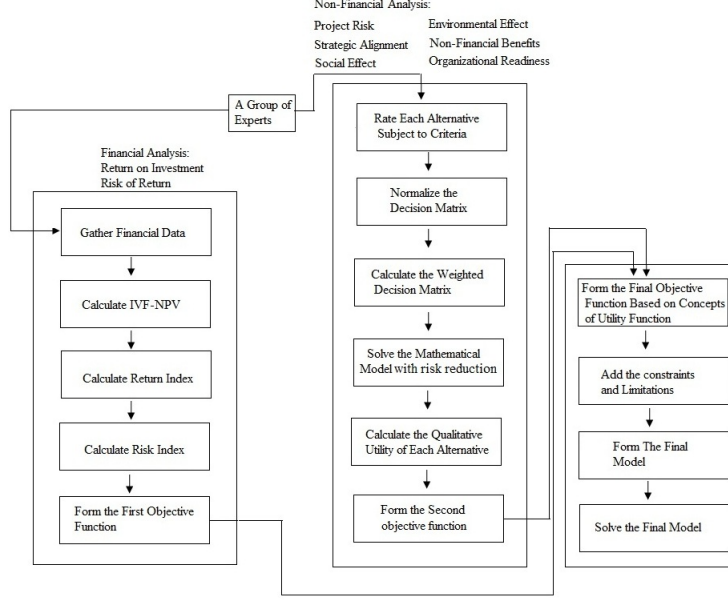 Non-Financial Analysis:
Project Risk
Environmental Effect
Strategic Alignment
Non-Financial Benefits
Social Effect
Organizational Readiness
A Group of
Experts
Financial Analysis:
Return on Investment
Risk of Return
Gather Financial Data
Calculate IVF-NPV
Calculate Return Index
Calculate Risk Index
Form the First Objective
Function
Rate Each Alternative
Subject to Criteria
Normalize the
Decision Matrix
Calculate the Weighted
Decision Matrix
Solve the Mathematical
Model with risk reduction
Calculate the Qualitative
Utility of Each Alternative
Form the Second
objective function
Form the Final Objective
Function Based on Concepts
of Utility Function
Add the constraints
and Limitations
Form The Final
Model
Solve the Final Model